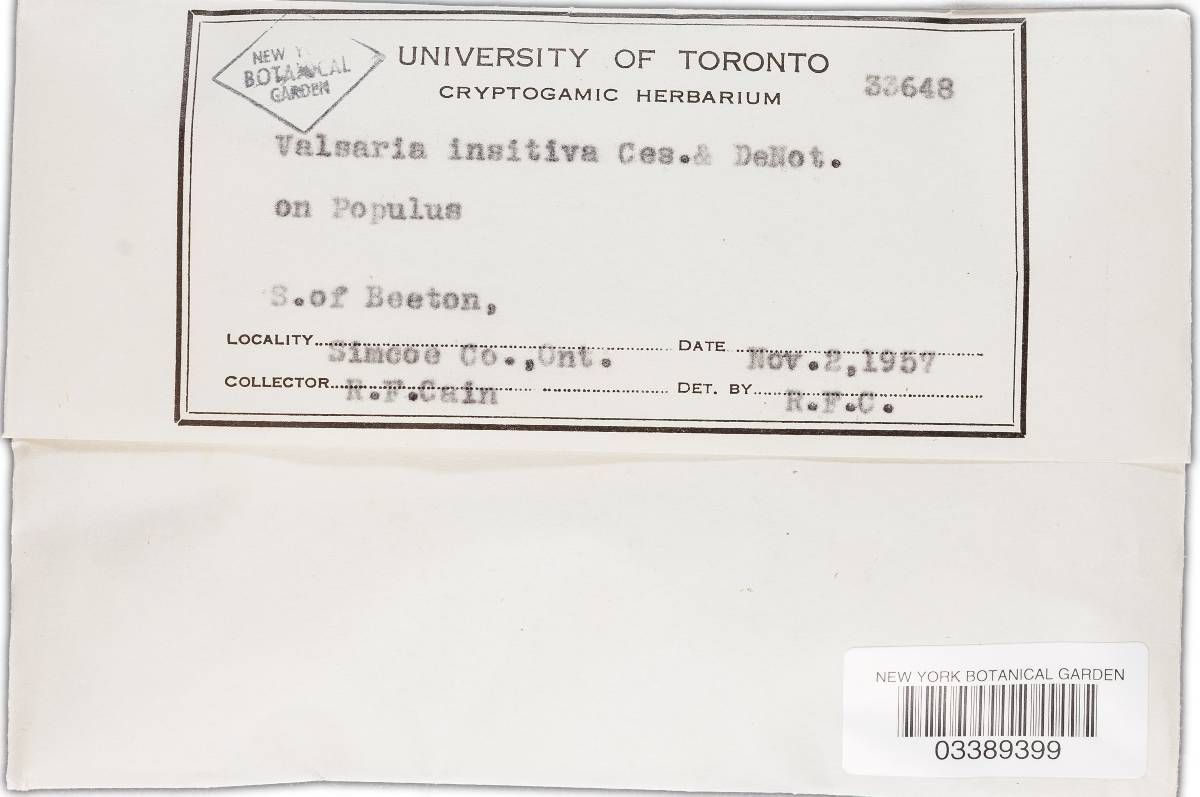 NEW YORK
BOTANICAL
GARDEN
UNIVERSITY OF TORONTO
CRYPTOGAMIC HERBARIUM
33648
Valsaria insitiva Ces.& DeNot.
on Populus
S.of Beeton,
LOCALITY Simcoe Co.,Ont. DATE Nov.2,1957
COLLECTOR R.F.Cain DET. BY R.F.C.
NEW YORK BOTANICAL GARDEN
03389399